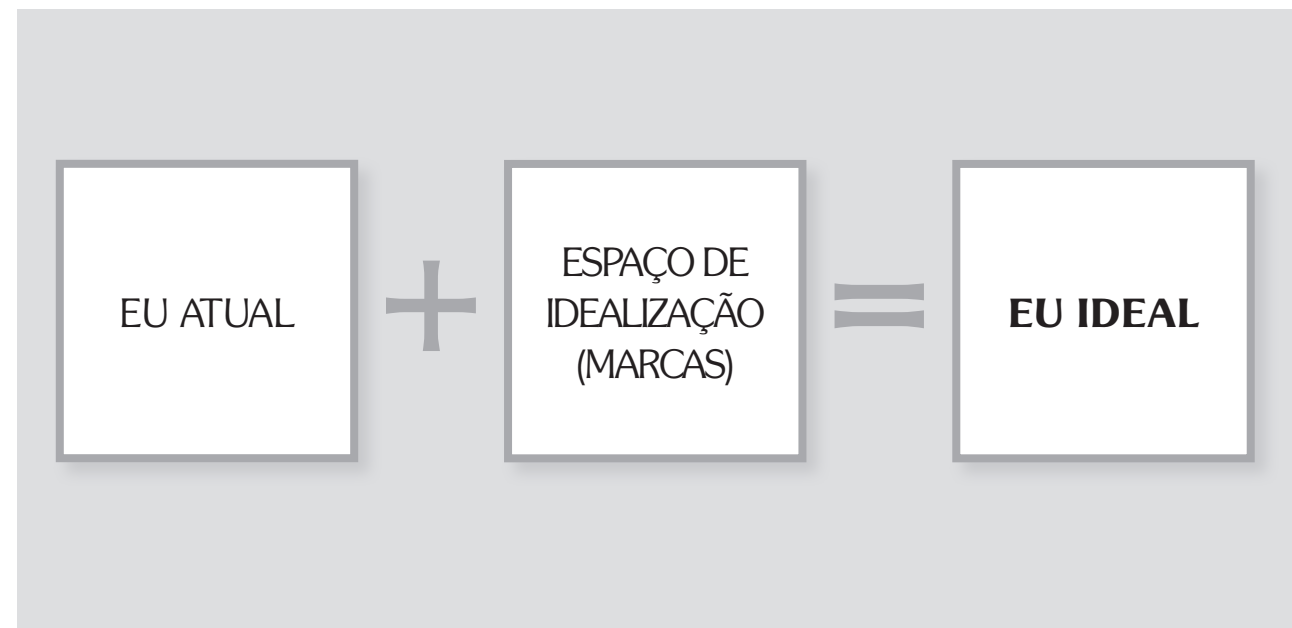 EU ATUAL
+
ESPAÇO DE
IDEALIZAÇÃO
(MARCAS)
=
EU IDEAL